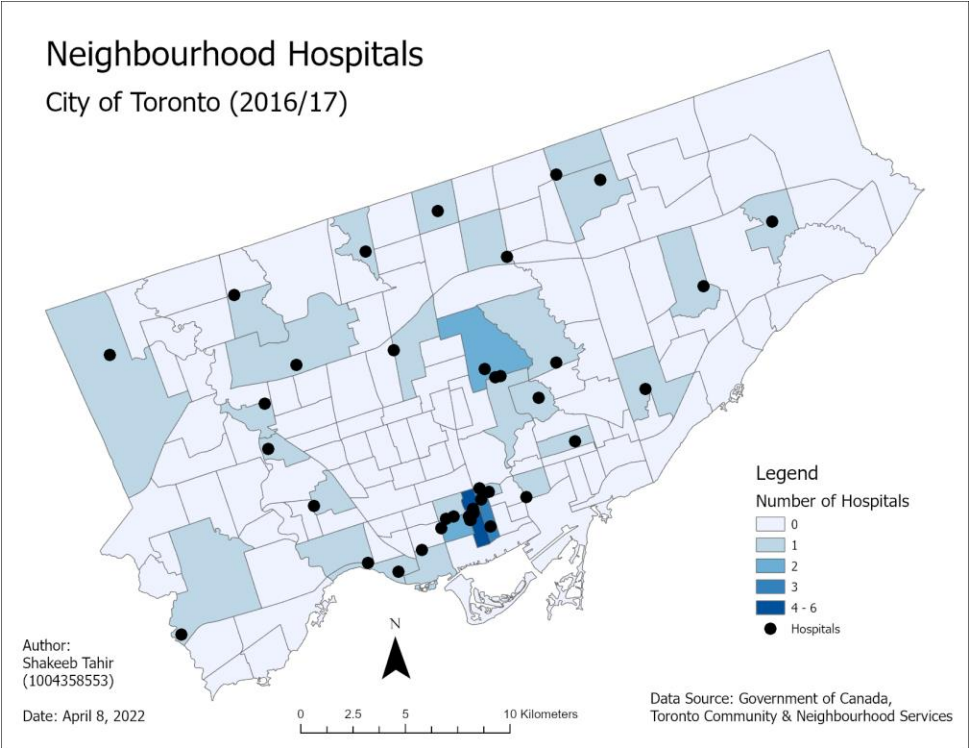 Neighbourhood Hospitals
City of Toronto (2016/17)
Legend
Number of Hospitals
0
1
2
3
4 - 6
Hospitals
N
Author:
Shakeeb Tahir
(1004358553)
Date: April 8, 2022
0 2.5 5 10 Kilometers
Data Source: Government of Canada,
Toronto Community & Neighbourhood Services